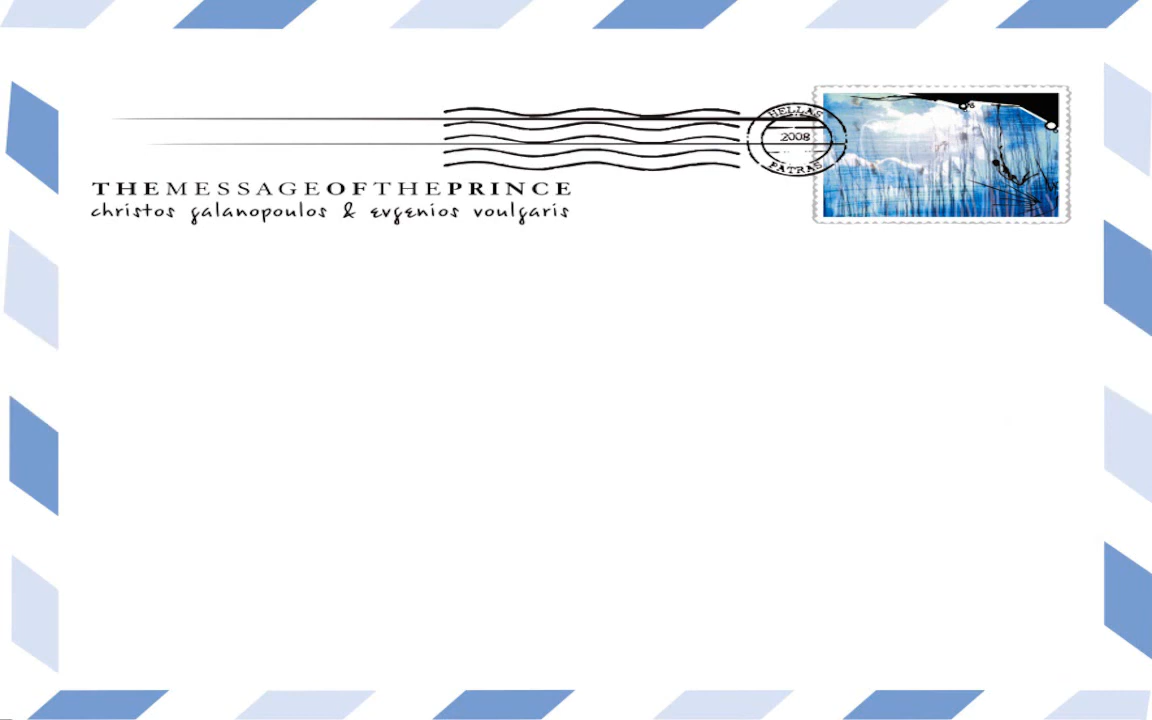 HELLAS
2008
PATRAS
THEMESSAGEOFTHEPRINCE
christos galanopoulos & evgenios voulgaris